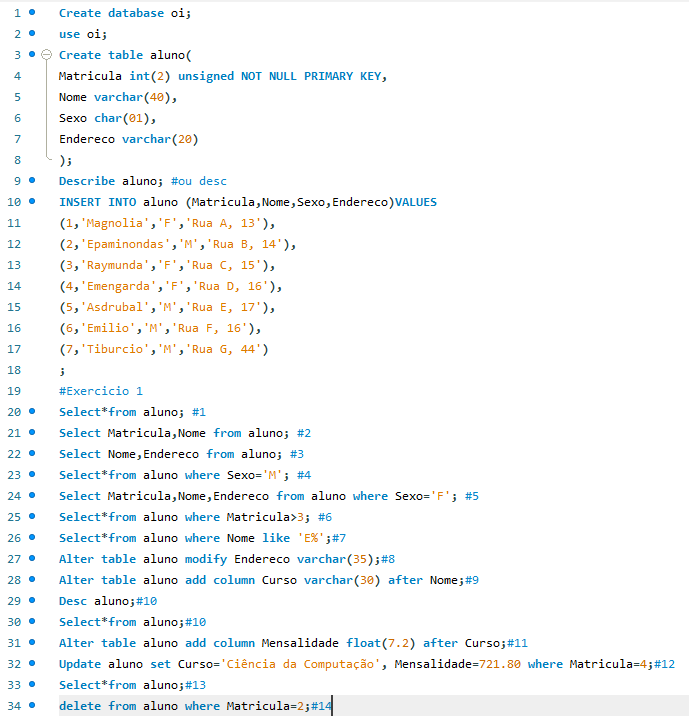 1 Create database oi;
2 use oi;
3 Create table aluno(
4 Matricula int(2) unsigned NOT NULL PRIMARY KEY,
5 Nome varchar(40),
6 Sexo char(01),
7 Endereco varchar(20)
8 );
9 Describe aluno; #ou desc
10 INSERT INTO aluno (Matricula,Nome,Sexo,Endereco)VALUES
11 (1,'Magnolia','F','Rua A, 13'),
12 (2,'Epaminondas','M','Rua B, 14'),
13 (3,'Raymunda','F','Rua C, 15'),
14 (4,'Emengarda','F','Rua D, 16'),
15 (5,'Asdrubal','M','Rua E, 17'),
16 (6,'Emilio','M','Rua F, 16'),
17 (7,'Tiburcio','M','Rua G, 44')
18 ;
19 #Exercicio 1
20 Select*from aluno; #1
21 Select Matricula,Nome from aluno; #2
22 Select Nome,Endereco from aluno; #3
23 Select*from aluno where Sexo='M'; #4
24 Select Matricula,Nome,Endereco from aluno where Sexo='F'; #5
25 Select*from aluno where Matricula>3; #6
26 Select*from aluno where Nome like 'E%';#7
27 Alter table aluno modify Endereco varchar(35);#8
28 Alter table aluno add column Curso varchar(30) after Nome;#9
29 Desc aluno;#10
30 Select*from aluno;#10
31 Alter table aluno add column Mensalidade float(7.2) after Curso;#11
32 Update aluno set Curso='Ciência da Computação', Mensalidade=721.80 where Matricula=4;#12
33 Select*from aluno;#13
34 delete from aluno where Matricula=2;#14